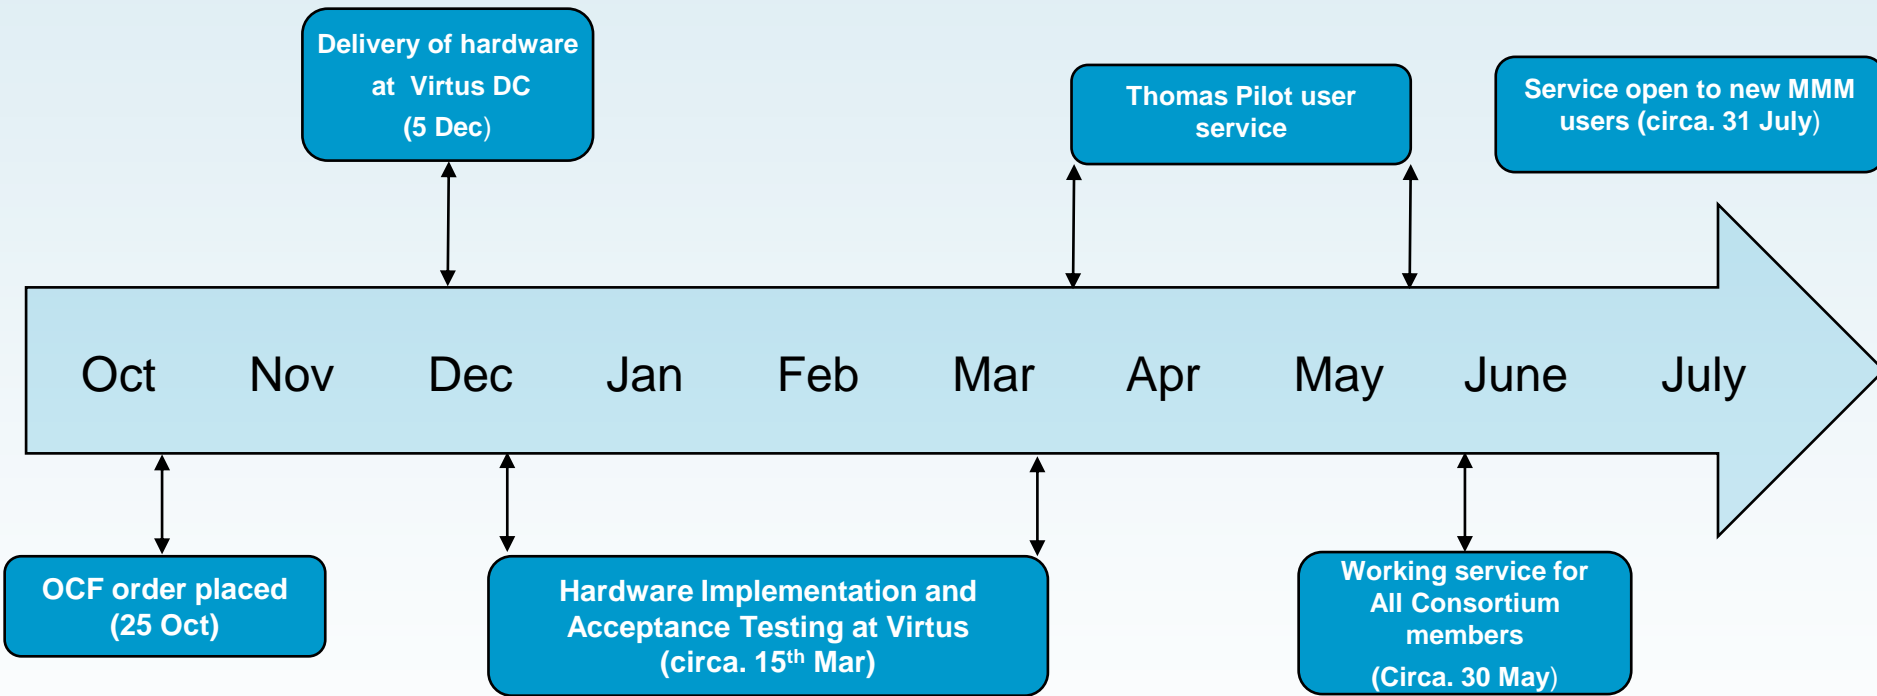 Delivery of hardware
at Virtus DC
(5 Dec)
Thomas Pilot user
service
Service open to new MMM
users (circa. 31 July)
Oct Nov Dec Jan Feb Mar Apr May June July
OCF order placed
(25 Oct)
Hardware Implementation and
Acceptance Testing at Virtus
(circa. 15th Mar)
Working service for
All Consortium
members
(Circa. 30 May)